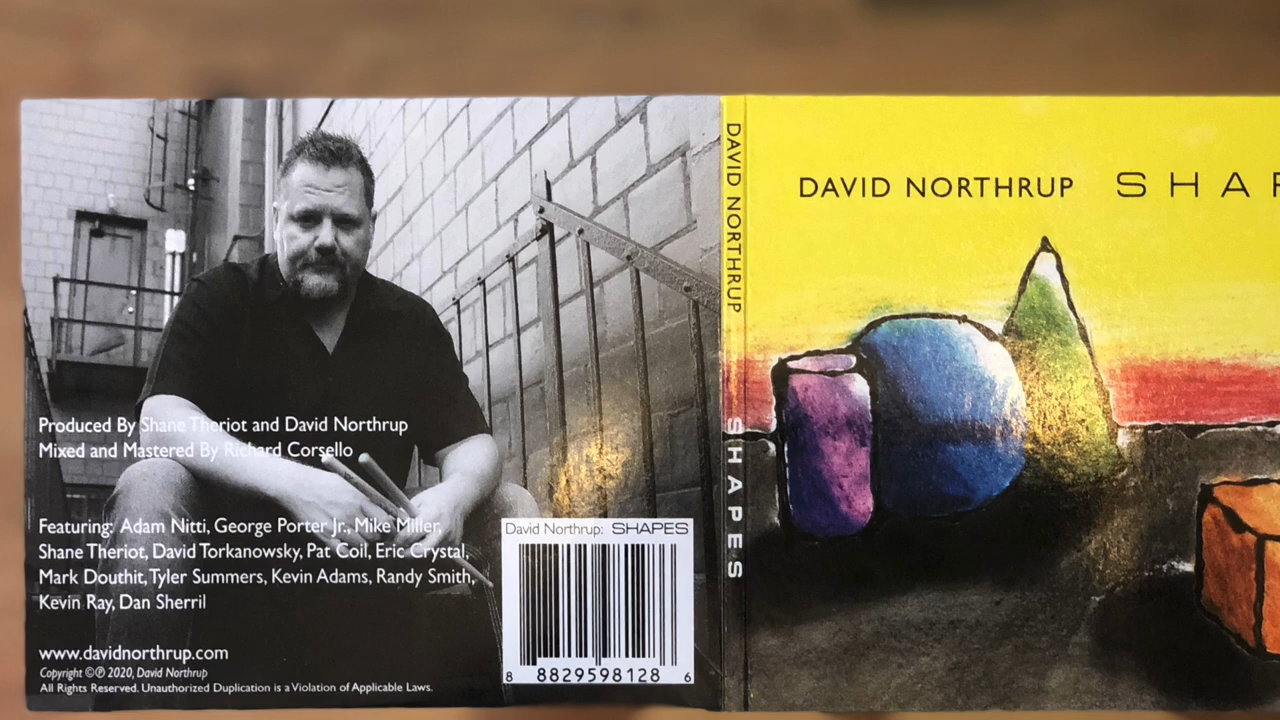 Produced By Shane Theriot and David Northrup
Mixed and Mastered By Richard Corsello
Featuring: Adam Nitti, George Porter Jr., Mike Miller,
Shane Theriot, David Torkanowsky, Pat Coil, Eric Crystal,
Mark Douthit, Tyler Summers, Kevin Adams, Randy Smith,
Kevin Ray, Dan Sherril
www.davidnorthrup.com
Copyright ©℗ 2020, David Northrup
All Rights Reserved. Unauthorized Duplication is a Violation of Applicable Laws.
David Northrup: SHAPES
8 8829598128 6
DAVID NORTHRUP SHAPES
DAVID NORTHRUP SHAP